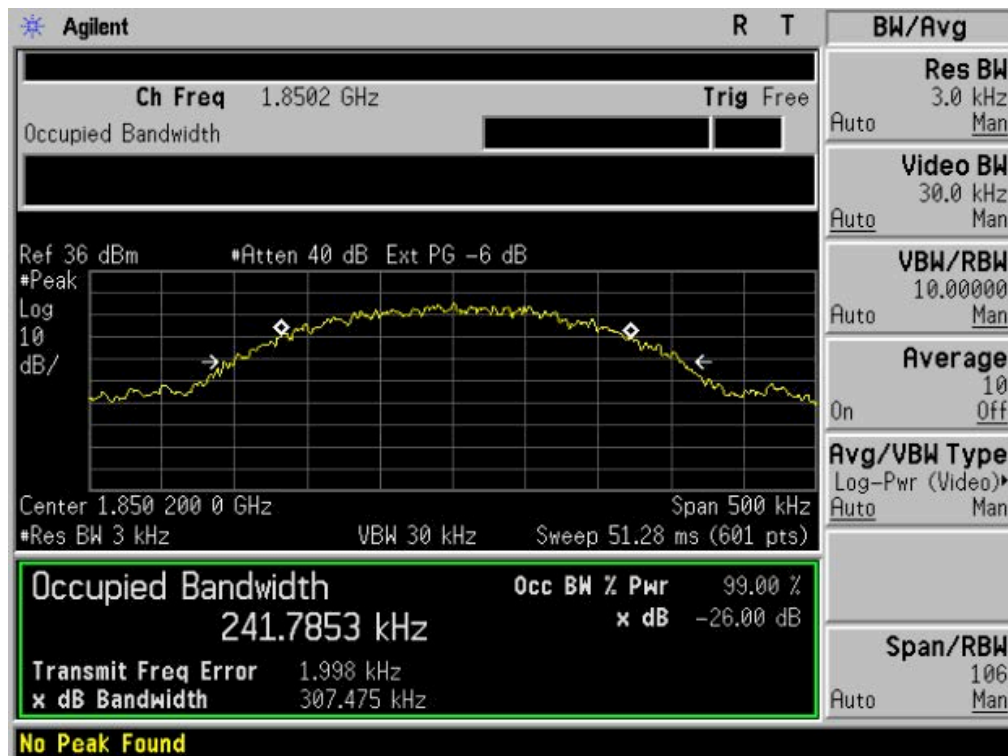 Agilent R T
Ch Freq 1.8502 GHz Trig Free
Occupied Bandwidth
Ref 36 dBm #Atten 40 dB Ext PG -6 dB
#Peak
Log
10
dB/
Center 1.850 200 0 GHz Span 500 kHz
#Res BW 3 kHz VBW 30 kHz Sweep 51.28 ms (601 pts)
Occupied Bandwidth Occ BW % Pwr 99.00 %
241.7853 kHz x dB -26.00 dB
Transmit Freq Error 1.998 kHz
x dB Bandwidth 307.475 kHz
No Peak Found
BW/Avg
Res BW
3.0 kHz
Auto Man
Video BW
30.0 kHz
Auto Man
VBW/RBW
10.00000
Auto Man
Average
10
On Off
Avg/VBW Type
Log-Pwr (Video)
Auto Man
Span/RBW
106
Auto Man